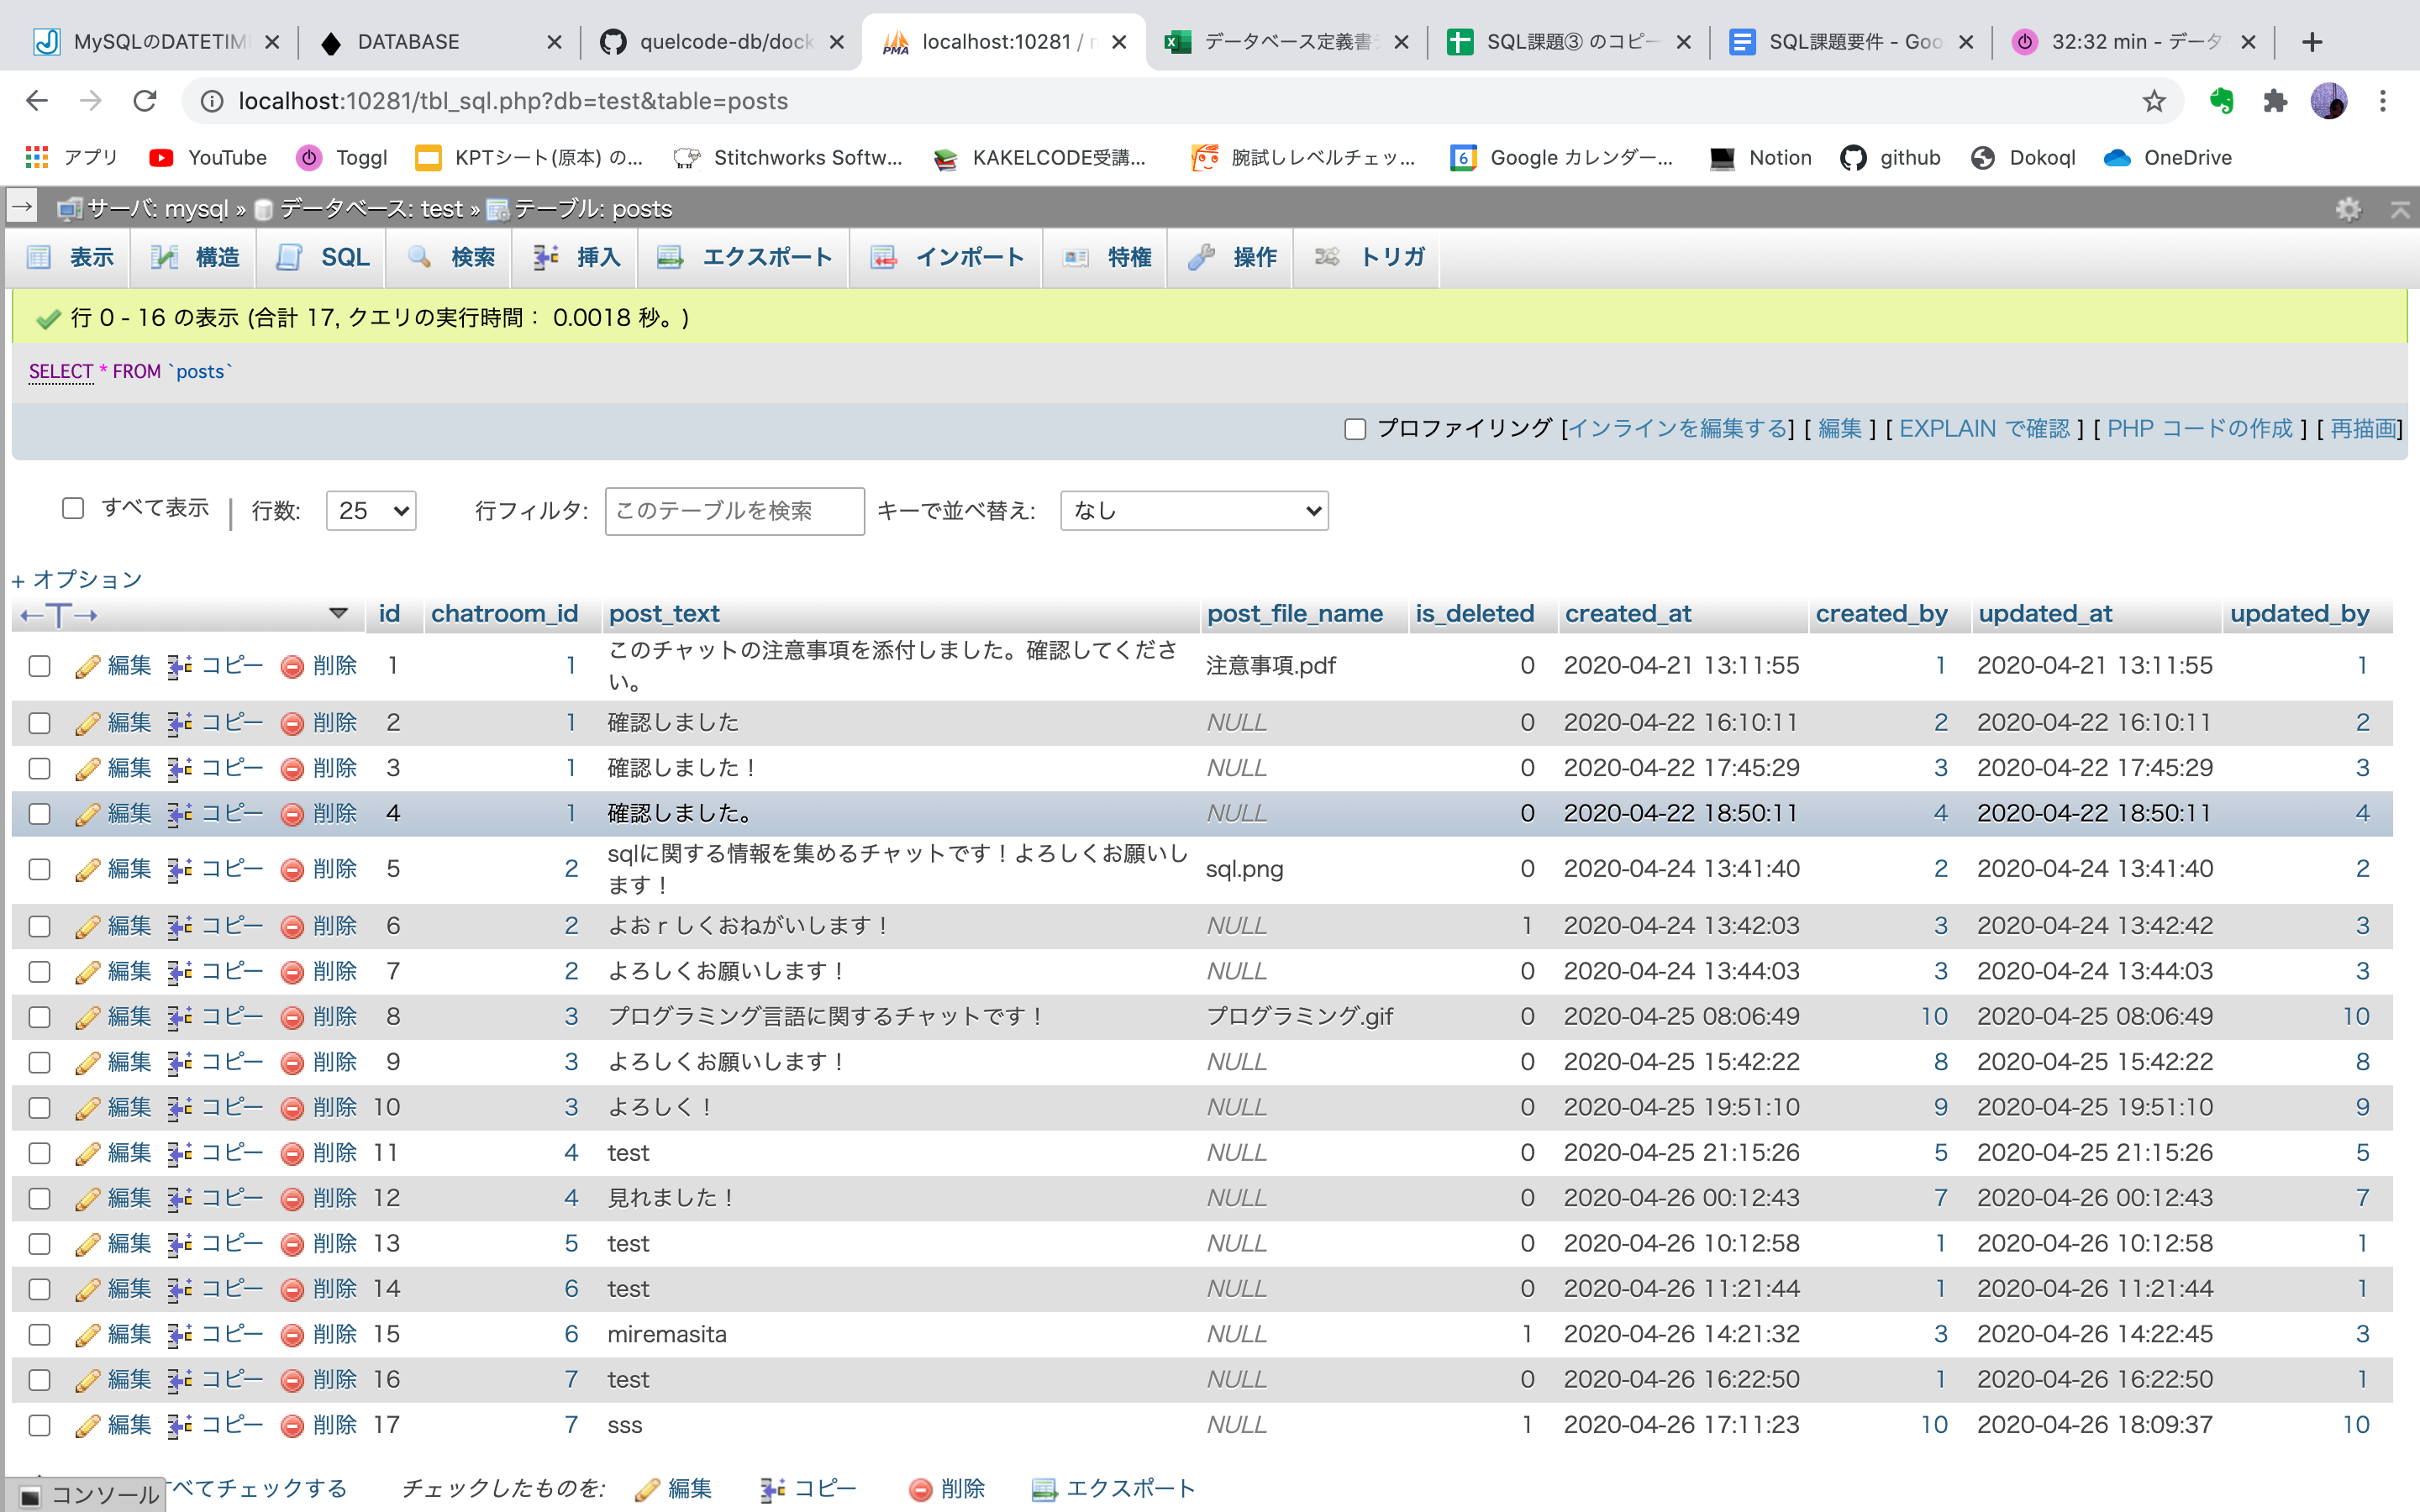 MySQLのDATETIM
DATABASE
quelcode-db/dock
localhost:10281 /
データベース定義書
SQL課題③ のコピー
SQL課題要件 - Goo
32:32 min - データ
localhost:10281/tbl_sql.php?db=test&table=posts
アプリ YouTube Toggl KPTシート(原本) の... Stitchworks Softw... KAKELCODE受講... 腕試しレベルチェッ... Google カレンダー... Notion github Dokoql OneDrive
サーバ: mysql » データベース: test » テーブル: posts
表示 構造 SQL 検索 挿入 エクスポート インポート 特権 操作 トリガ
行 0 - 16 の表示 (合計 17, クエリの実行時間： 0.0018 秒。)
SELECT * FROM `posts`
プロファイリング [インラインを編集する] [ 編集 ] [ EXPLAIN で確認 ] [ PHP コードの作成 ] [ 再描画]
すべて表示 | 行数: 25 行フィルタ: このテーブルを検索 キーで並べ替え: なし
+ オプション
←T→ id chatroom_id post_text post_file_name is_deleted created_at created_by updated_at updated_by
編集 コピー 削除 1 1 このチャットの注意事項を添付しました。確認してください。 注意事項.pdf 0 2020-04-21 13:11:55 1 2020-04-21 13:11:55 1
編集 コピー 削除 2 1 確認しました NULL 0 2020-04-22 16:10:11 2 2020-04-22 16:10:11 2
編集 コピー 削除 3 1 確認しました！ NULL 0 2020-04-22 17:45:29 3 2020-04-22 17:45:29 3
編集 コピー 削除 4 1 確認しました。 NULL 0 2020-04-22 18:50:11 4 2020-04-22 18:50:11 4
編集 コピー 削除 5 2 sqlに関する情報を集めるチャットです！よろしくお願いします！ sql.png 0 2020-04-24 13:41:40 2 2020-04-24 13:41:40 2
編集 コピー 削除 6 2 よおｒしくおねがいします！ NULL 1 2020-04-24 13:42:03 3 2020-04-24 13:42:42 3
編集 コピー 削除 7 2 よろしくお願いします！ NULL 0 2020-04-24 13:44:03 3 2020-04-24 13:44:03 3
編集 コピー 削除 8 3 プログラミング言語に関するチャットです！ プログラミング.gif 0 2020-04-25 08:06:49 10 2020-04-25 08:06:49 10
編集 コピー 削除 9 3 よろしくお願いします！ NULL 0 2020-04-25 15:42:22 8 2020-04-25 15:42:22 8
編集 コピー 削除 10 3 よろしく！ NULL 0 2020-04-25 19:51:10 9 2020-04-25 19:51:10 9
編集 コピー 削除 11 4 test NULL 0 2020-04-25 21:15:26 5 2020-04-25 21:15:26 5
編集 コピー 削除 12 4 見れました！ NULL 0 2020-04-26 00:12:43 7 2020-04-26 00:12:43 7
編集 コピー 削除 13 5 test NULL 0 2020-04-26 10:12:58 1 2020-04-26 10:12:58 1
編集 コピー 削除 14 6 test NULL 0 2020-04-26 11:21:44 1 2020-04-26 11:21:44 1
編集 コピー 削除 15 6 miremasita NULL 1 2020-04-26 14:21:32 3 2020-04-26 14:22:45 3
編集 コピー 削除 16 7 test NULL 0 2020-04-26 16:22:50 1 2020-04-26 16:22:50 1
編集 コピー 削除 17 7 sss NULL 1 2020-04-26 17:11:23 10 2020-04-26 18:09:37 10
コンソール べてチェックする チェックしたものを: 編集 コピー 削除 エクスポート